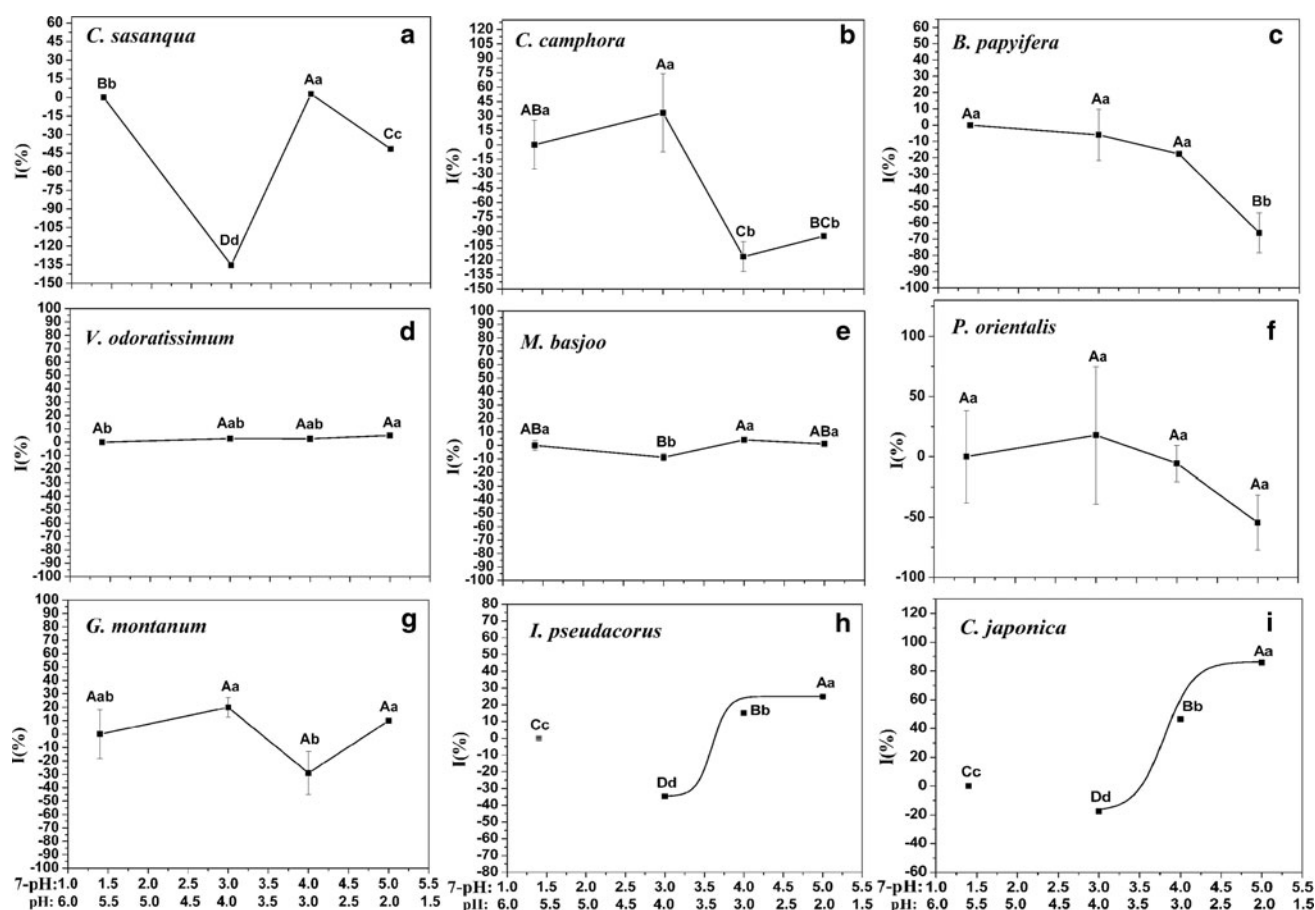 C. sasanqua
a
I(%)
60
45
30
15
0
-15
-30
-45
-60
-75
-90
-105
-120
-135
-150
Bb
Dd
Aa
Cc
C. camphora
b
I(%)
120
105
90
75
60
45
30
15
0
-15
-30
-45
-60
-75
-90
-105
-120
-135
-150
ABa
Aa
Cb
BCb
B. papyifera
c
I(%)
60
50
40
30
20
10
0
-10
-20
-30
-40
-50
-60
-70
-80
-90
-100
Aa
Aa
Aa
Bb
V. odoratissimum
d
I(%)
100
90
80
70
60
50
40
30
20
10
0
-10
-20
-30
-40
-50
-60
-70
-80
-90
-100
Ab
Aab
Aab
Aa
M. basjoo
e
I(%)
100
90
80
70
60
50
40
30
20
10
0
-10
-20
-30
-40
-50
-60
-70
-80
-90
-100
ABa
Bb
Aa
ABa
P. orientalis
f
I(%)
100
50
0
-50
-100
Aa
Aa
Aa
Aa
G. montanum
g
I(%)
100
90
80
70
60
50
40
30
20
10
0
-10
-20
-30
-40
-50
-60
-70
-80
-90
-100
Aab
Aa
Ab
Aa
7-pH:1.0 1.5 2.0 2.5 3.0 3.5 4.0 4.5 5.0 5.5
pH: 6.0 5.5 5.0 4.5 4.0 3.5 3.0 2.5 2.0 1.5
I. pseudacorus
h
I(%)
80
70
60
50
40
30
20
10
0
-10
-20
-30
-40
-50
-60
-70
-80
Cc
Dd
Bb
Aa
7-pH: 1.0 1.5 2.0 2.5 3.0 3.5 4.0 4.5 5.0 5.5
pH: 6.0 5.5 5.0 4.5 4.0 3.5 3.0 2.5 2.0 1.5
C. japonica
i
I(%)
120
100
80
60
40
20
0
-20
-40
-60
Cc
Dd
Bb
Aa
7-pH: 1.0 1.5 2.0 2.5 3.0 3.5 4.0 4.5 5.0 5.5
pH: 6.0 5.5 5.0 4.5 4.0 3.5 3.0 2.5 2.0 1.5